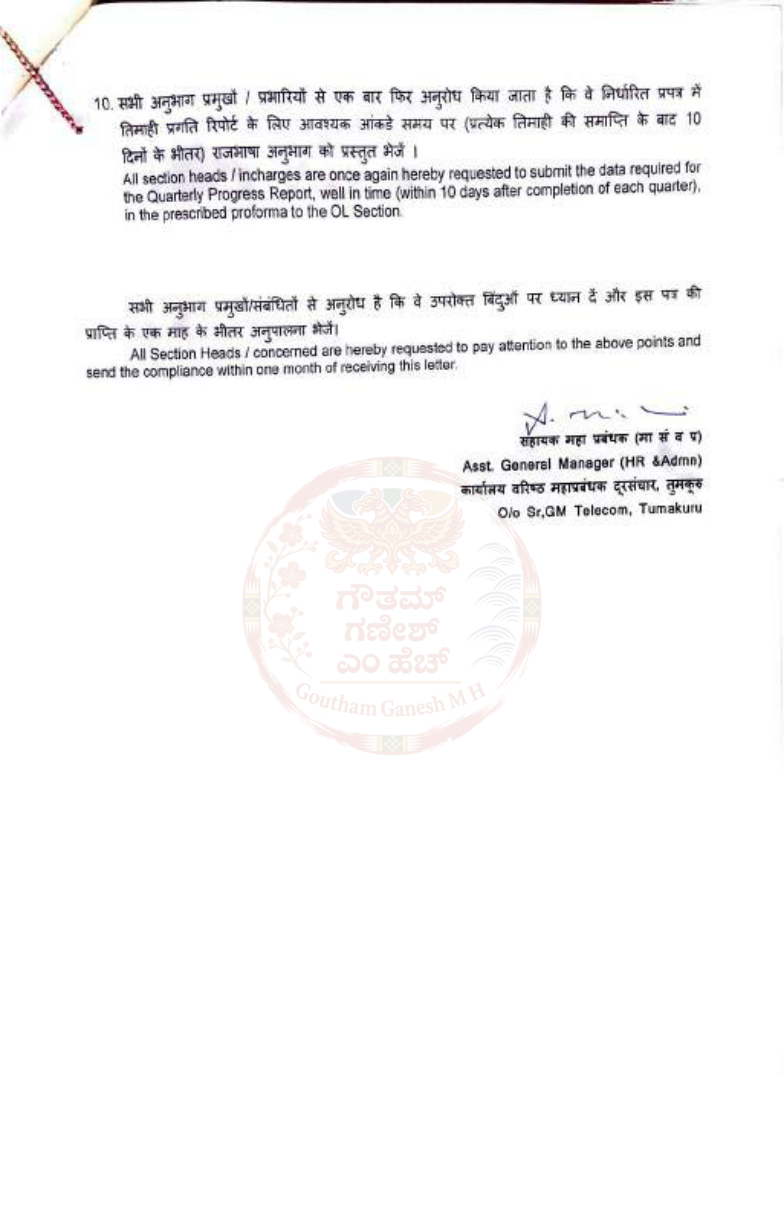 10. सभी अनुभाग प्रमुखों / प्रभारियों से एक बार फिर अनुरोध किया जाता है कि वे निर्धारित प्रपत्र में
तिमाही प्रगति रिपोर्ट के लिए आवश्यक आंकडे समय पर (प्रत्येक तिमाही की समाप्ति के बाद 10
दिनों के भीतर) राजभाषा अनुभाग को प्रस्तुत भेजें ।
All section heads / incharges are once again hereby requested to submit the data required for
the Quarterly Progress Report, well in time (within 10 days after completion of each quarter),
in the prescribed proforma to the OL Section.
सभी अनुभाग प्रमुखों/संबंधितों से अनुरोध है कि वे उपरोक्त बिंदुओं पर ध्यान दें और इस पत्र की
प्राप्ति के एक माह के भीतर अनुपालना भेजें।
All Section Heads / concerned are hereby requested to pay attention to the above points and
send the compliance within one month of receiving this letter.
सहायक महा प्रबंधक (मा सं व प्र)
Asst. General Manager (HR &Admn)
कार्यालय वरिष्ठ महाप्रबंधक दूरसंचार, तुमकूरु
O/o Sr,GM Telecom, Tumakuru
ಗೌತಮ್
ಗಣೇಶ್
ಎಂ ಹೆಚ್
Goutham Ganesh M H